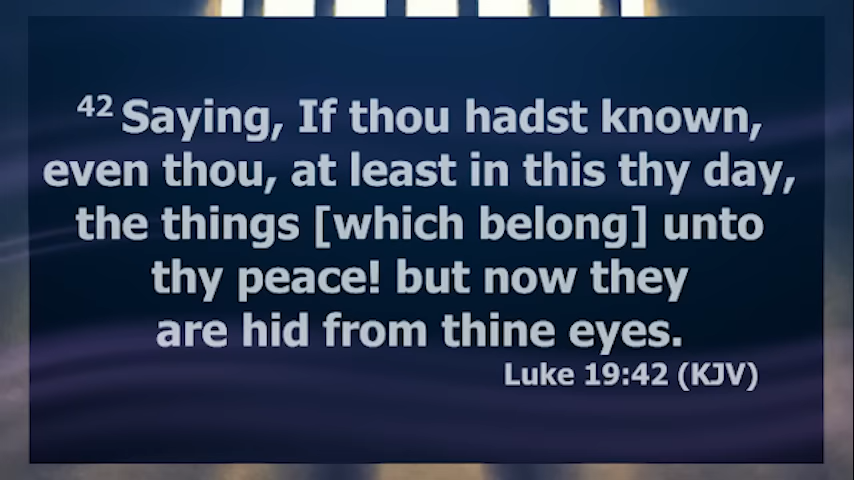 42 Saying, If thou hadst known,
even thou, at least in this thy day,
the things [which belong] unto
thy peace! but now they
are hid from thine eyes.
Luke 19:42 (KJV)